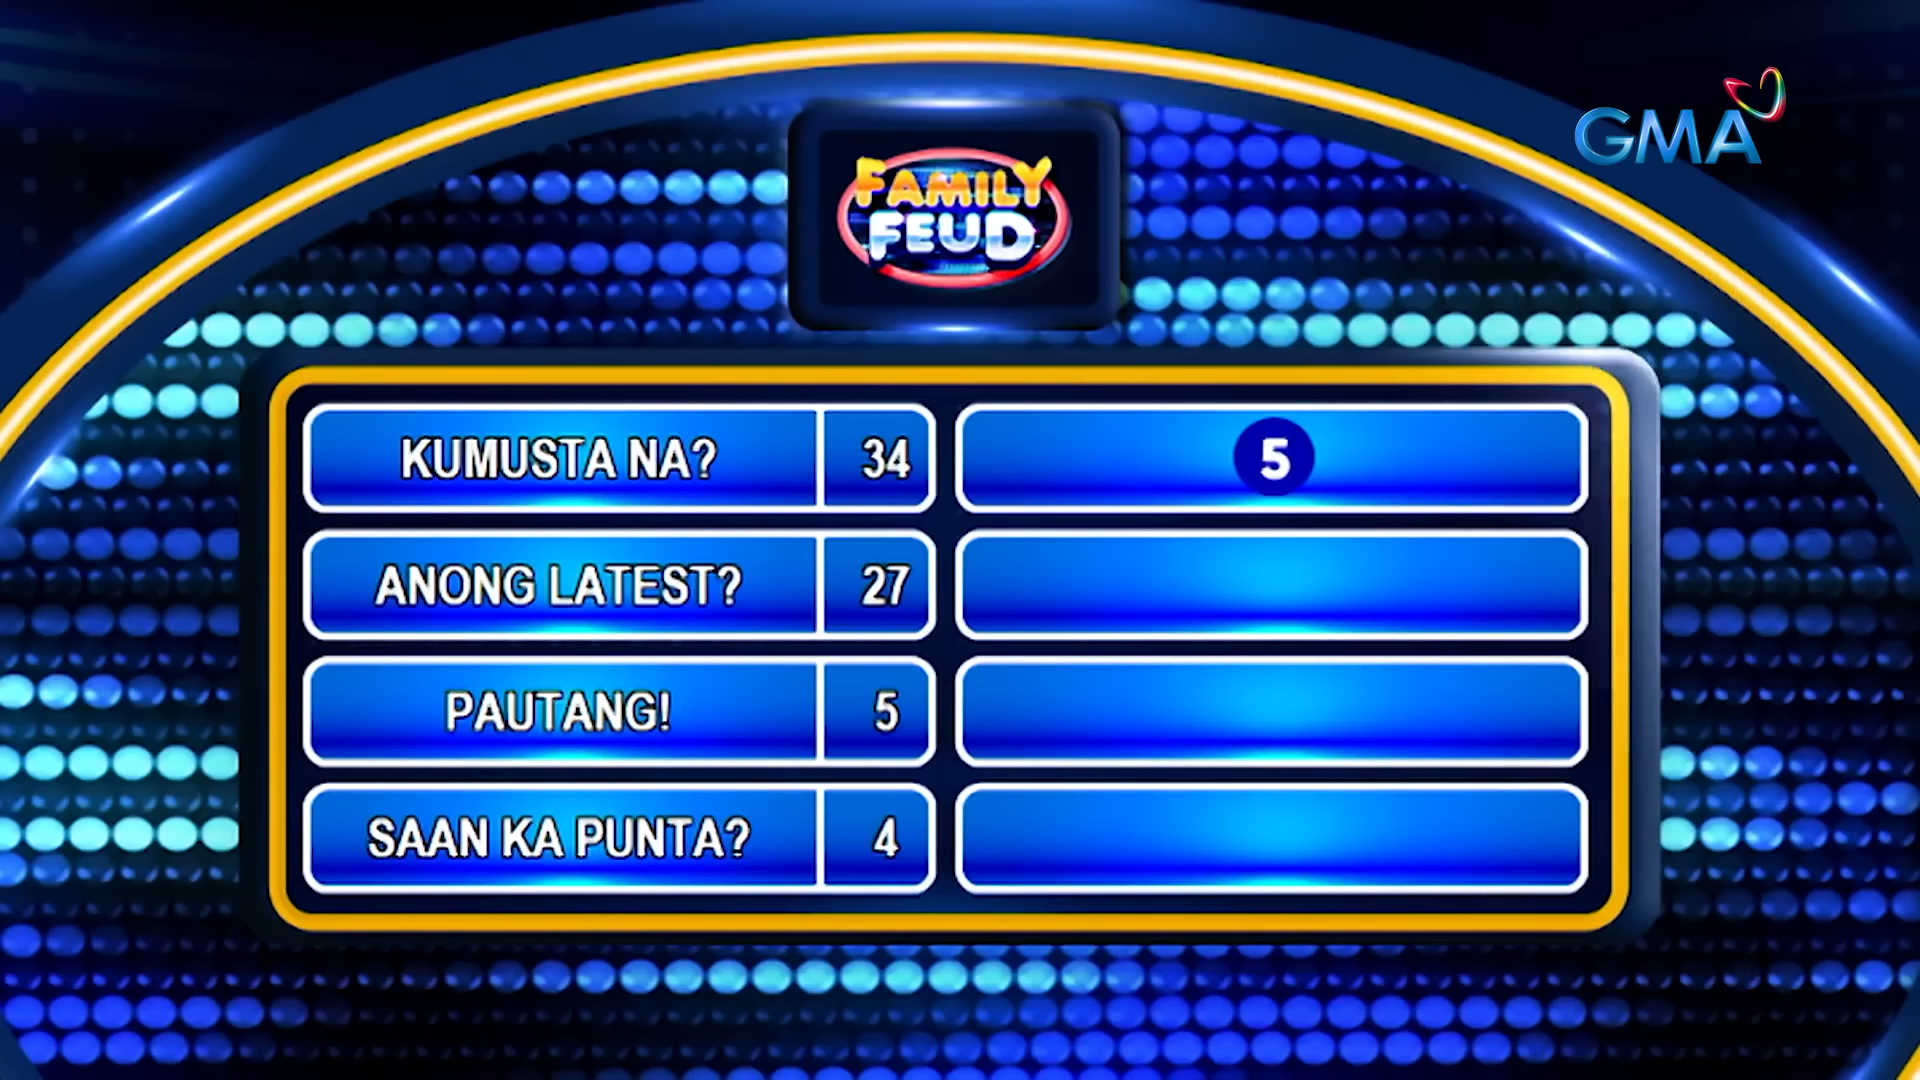 GMA
FAMILY
FEUD
KUMUSTA NA? 34
5
ANONG LATEST? 27
PAUTANG! 5
SAAN KA PUNTA? 4